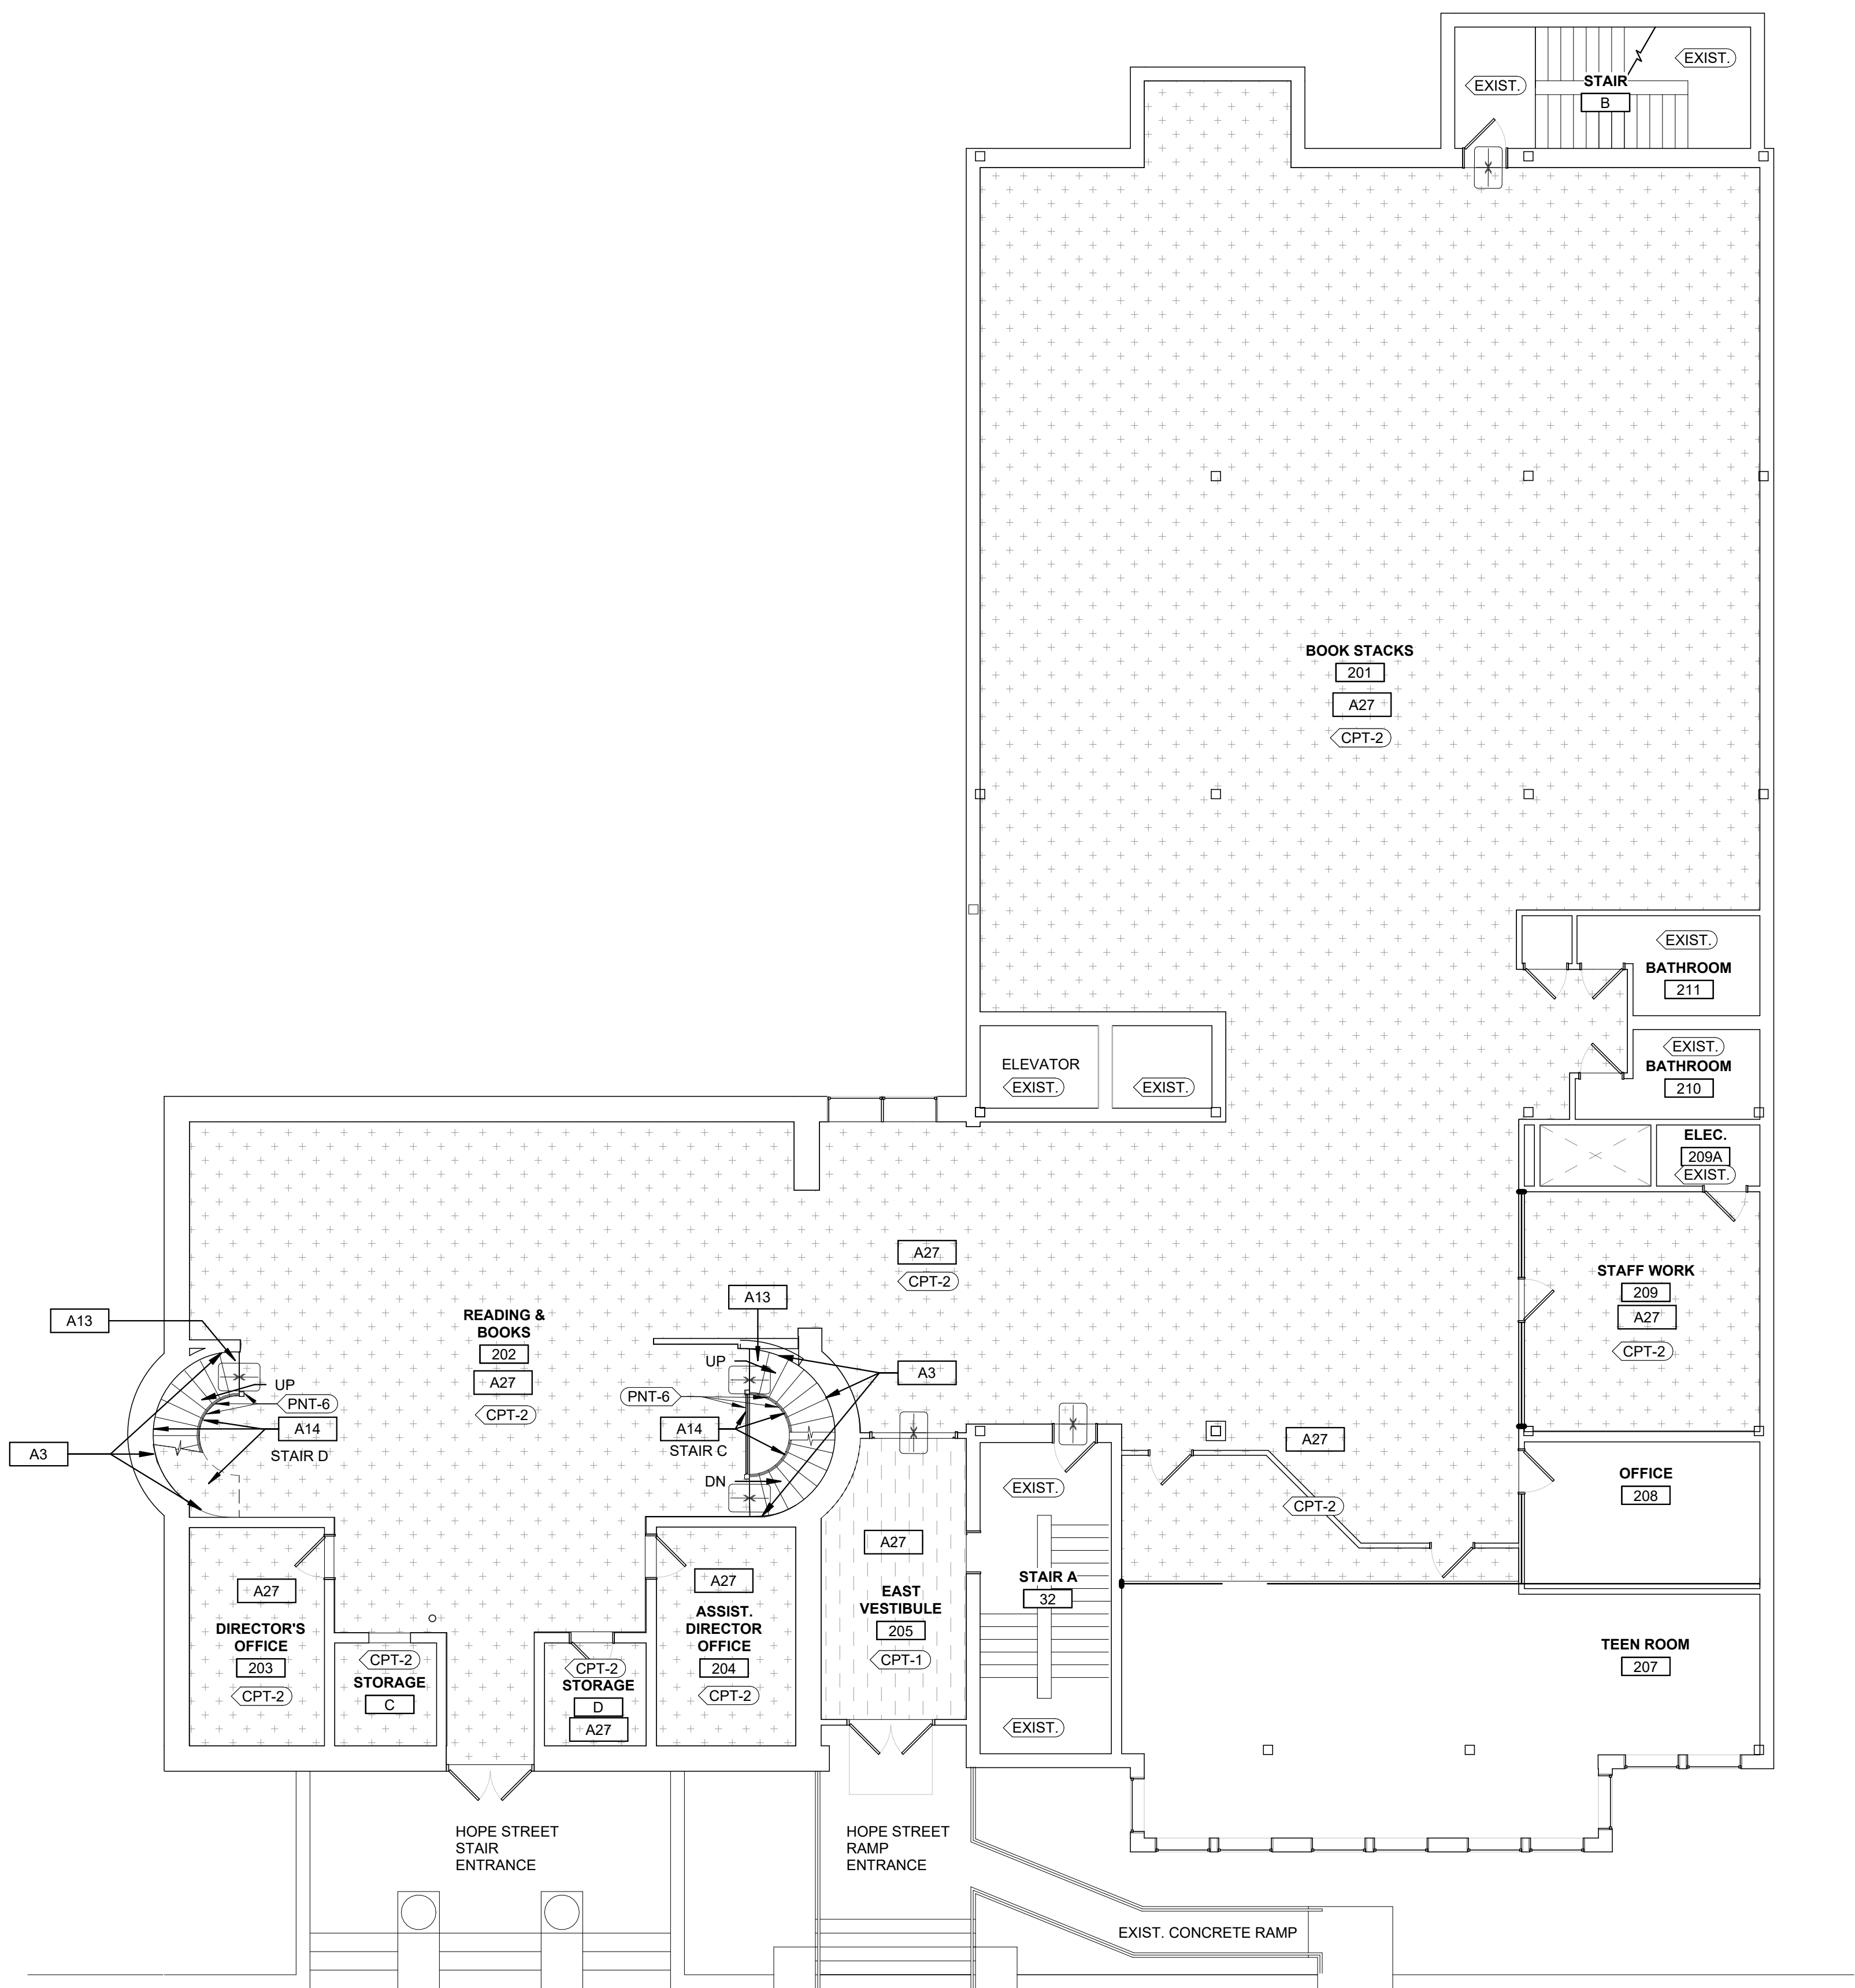 EXIST.
EXIST.
STAIR
B
BOOK STACKS
201
A27
CPT-2
EXIST.
BATHROOM
211
EXIST.
BATHROOM
210
ELEVATOR
EXIST.
EXIST.
ELEC.
209A
EXIST.
A27
CPT-2
STAFF WORK
209
A27
CPT-2
A13
A13
READING &
BOOKS
202
A27
CPT-2
UP
PNT-6
A14
STAIR D
A3
UP
PNT-6
A14
STAIR C
DN
A3
A27
CPT-2
OFFICE
208
EXIST.
STAIR A
32
EXIST.
A27
EAST
VESTIBULE
205
CPT-1
A27
DIRECTOR'S
OFFICE
203
CPT-2
CPT-2
STORAGE
C
CPT-2
STORAGE
D
A27
A27
ASSIST.
DIRECTOR
OFFICE
204
CPT-2
TEEN ROOM
207
HOPE STREET
STAIR
ENTRANCE
HOPE STREET
RAMP
ENTRANCE
EXIST. CONCRETE RAMP